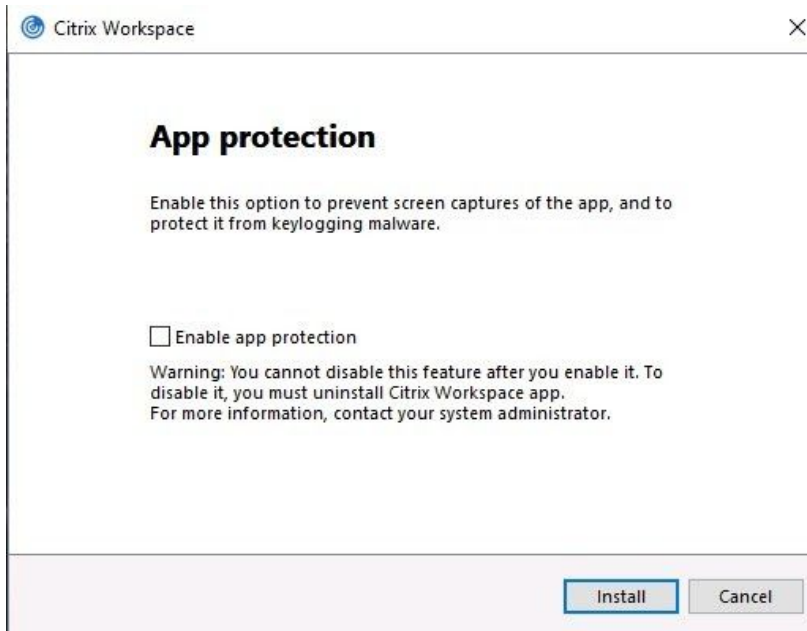 Citrix Workspace
App protection
Enable this option to prevent screen captures of the app, and to
protect it from keylogging malware.
Enable app protection
Warning: You cannot disable this feature after you enable it. To
disable it, you must uninstall Citrix Workspace app.
For more information, contact your system administrator.
Install Cancel